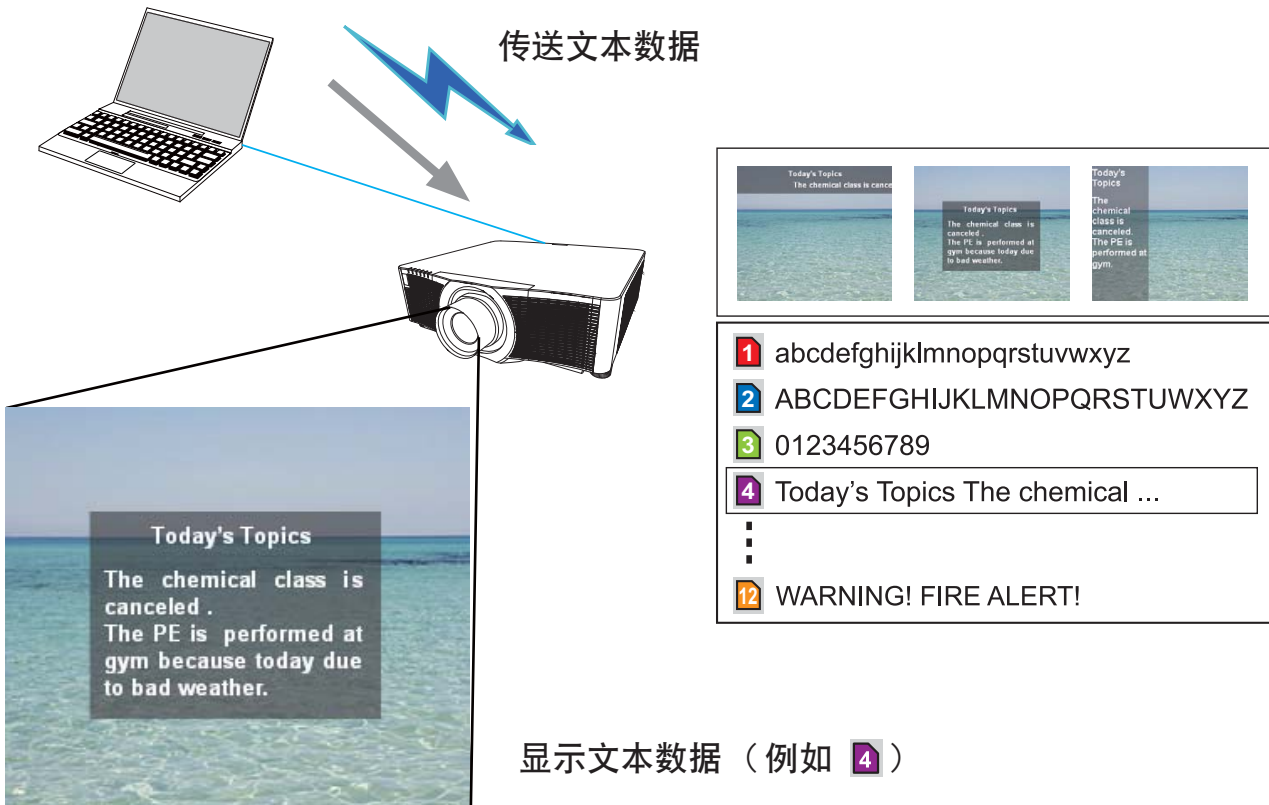 传送文本数据
Today's Topics
The chemical class is cance
Today's Topics
The chemical class is
canceled .
The PE is performed at
gym because today due
to bad weather.
Today's
Topics
The
chemical
class is
canceled.
The PE is
performed at
gym.
1 abcdefghijklmnopqrstuvwxyz
2 ABCDEFGHIJKLMNOPQRSTUWXYZ
3 0123456789
4 Today’s Topics The chemical ...
12 WARNING! FIRE ALERT!
Today's Topics
The chemical class is
canceled .
The PE is performed at
gym because today due
to bad weather.
显示文本数据（例如 4）